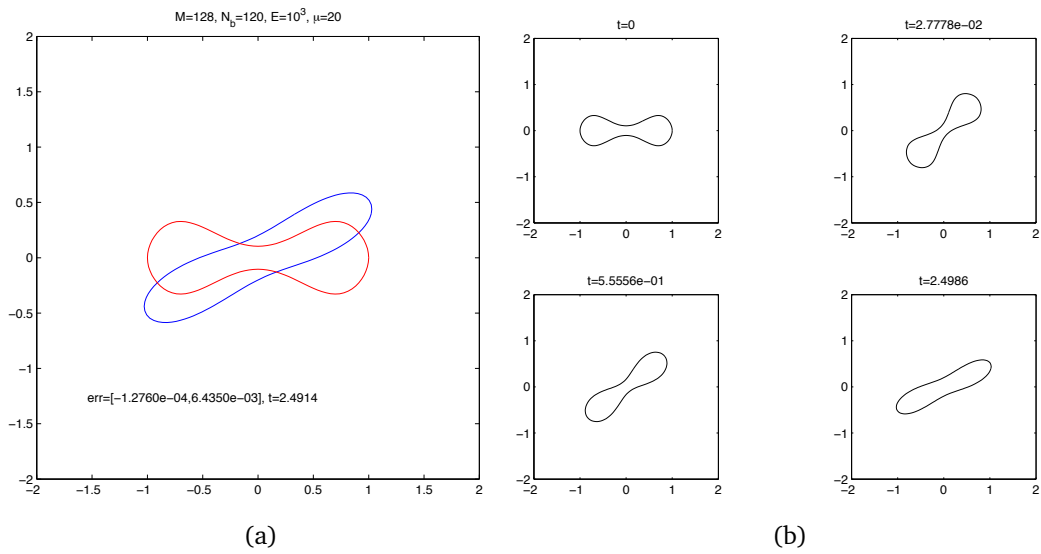 M=128, N_b=120, E=10^3, μ=20
2
1.5
1
0.5
0
−0.5
−1
−1.5
−2
err=[−1.2760e−04,6.4350e−03], t=2.4914
−2 −1.5 −1 −0.5 0 0.5 1 1.5 2
(a)
t=0
2
1
0
−1
−2
−2 −1 0 1 2
t=2.7778e−02
2
1
0
−1
−2
−2 −1 0 1 2
t=5.5556e−01
2
1
0
−1
−2
−2 −1 0 1 2
t=2.4986
2
1
0
−1
−2
−2 −1 0 1 2
(b)